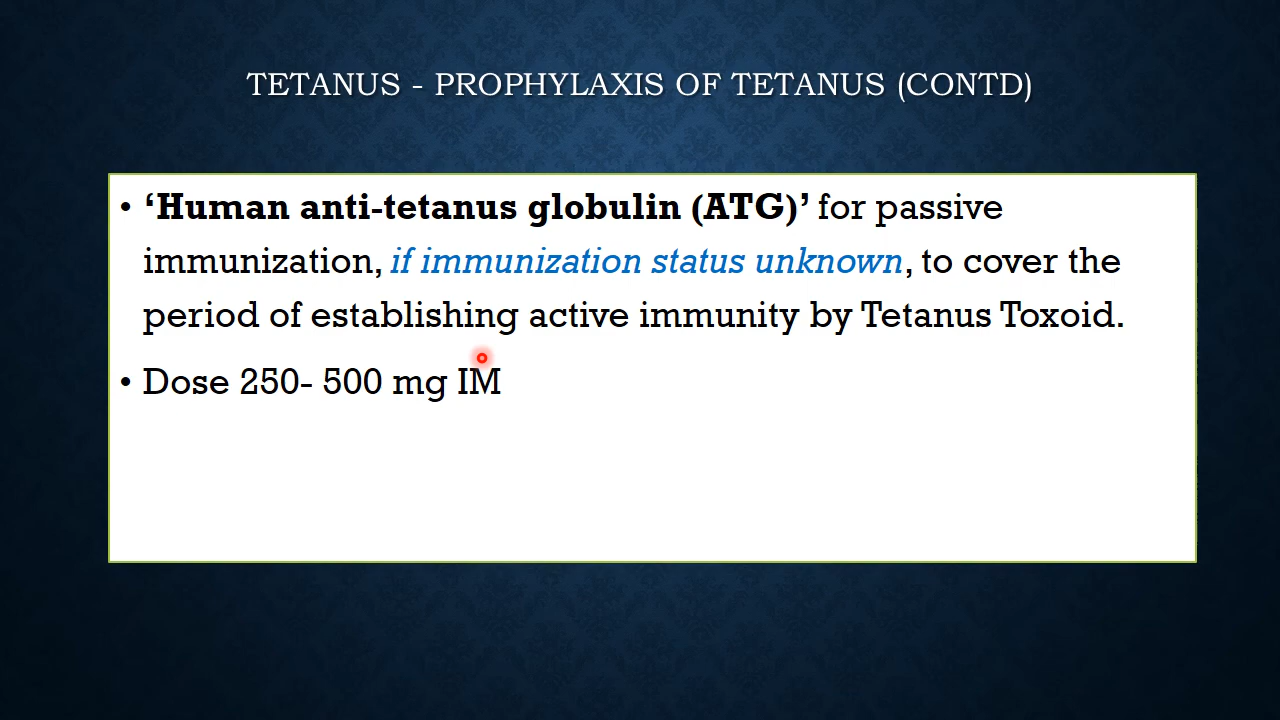 TETANUS - PROPHYLAXIS OF TETANUS (CONTD)
• ‘Human anti-tetanus globulin (ATG)’ for passive
immunization, if immunization status unknown, to cover the
period of establishing active immunity by Tetanus Toxoid.
• Dose 250- 500 mg IM